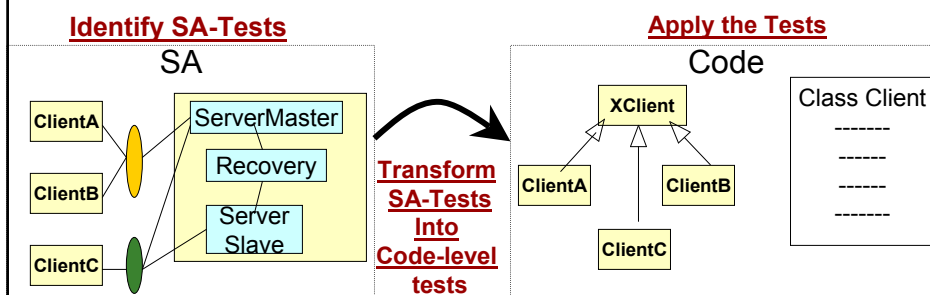 Identify SA-Tests
SA
ClientA
ClientB
ClientC
ServerMaster
Recovery
Server
Slave
Transform
SA-Tests
Into
Code-level
tests
Apply the Tests
Code
XClient
ClientA
ClientB
ClientC
Class Client
-------
------
------
-------